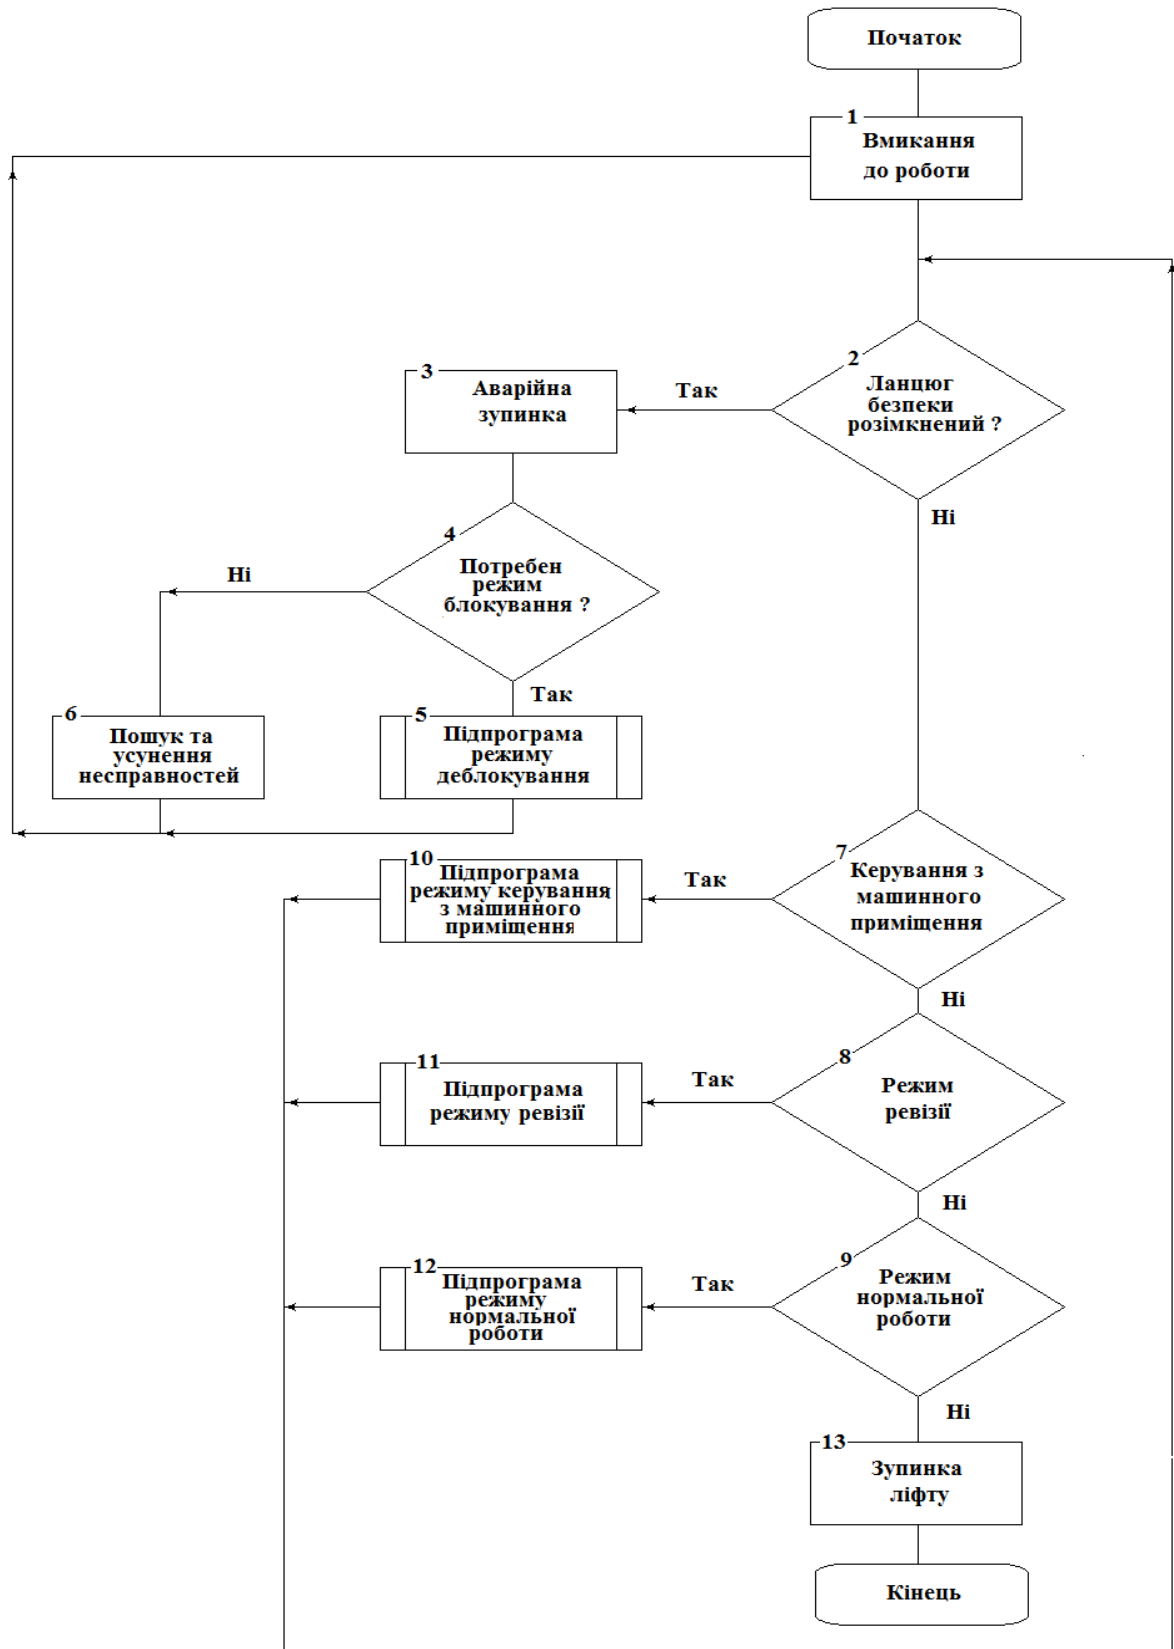 Початок
1
Вмикання
до роботи
2
Ланцюг
безпеки
розімкнений ?
Так
Ні
3
Аварійна
зупинка
4
Потребен
режим
блокування ?
Ні
Так
6
Пошук та
усунення
несправностей
5
Підпрограма
режиму
деблокування
7
Керування з
машинного
приміщення
Так
Ні
10
Підпрограма
режиму керування
з машинного
приміщення
8
Режим
ревізії
Так
Ні
11
Підпрограма
режиму ревізії
9
Режим
нормальної
роботи
Так
Ні
12
Підпрограма
режиму
нормальної
роботи
13
Зупинка
ліфту
Кінець